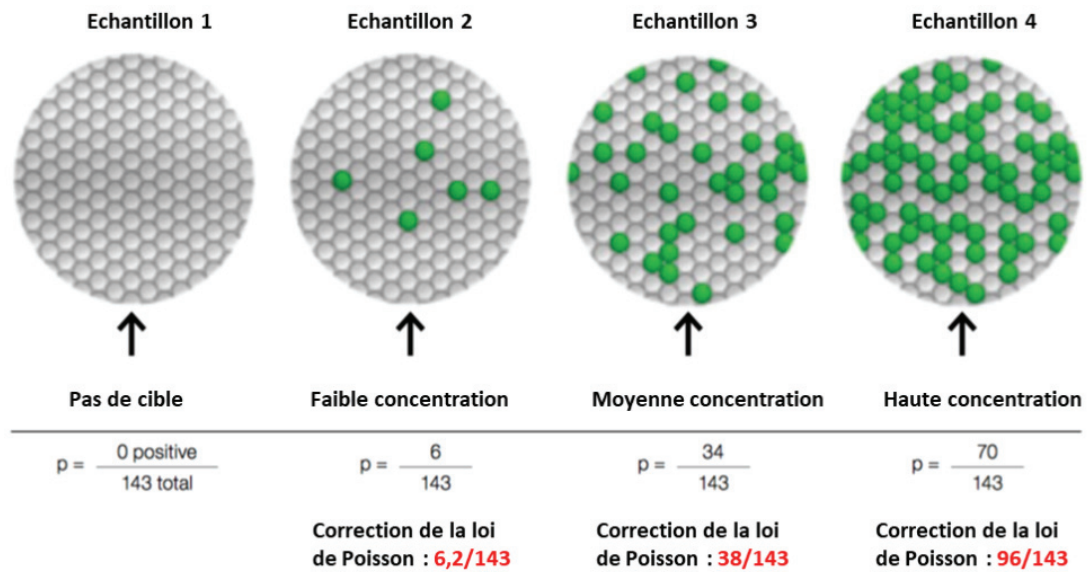 Echantillon 1
Echantillon 2
Echantillon 3
Echantillon 4
Pas de cible
Faible concentration
Moyenne concentration
Haute concentration
p = 0 positive
143 total
p = 6
143
p = 34
143
p = 70
143
Correction de la loi
de Poisson : 6,2/143
Correction de la loi
de Poisson : 38/143
Correction de la loi
de Poisson : 96/143